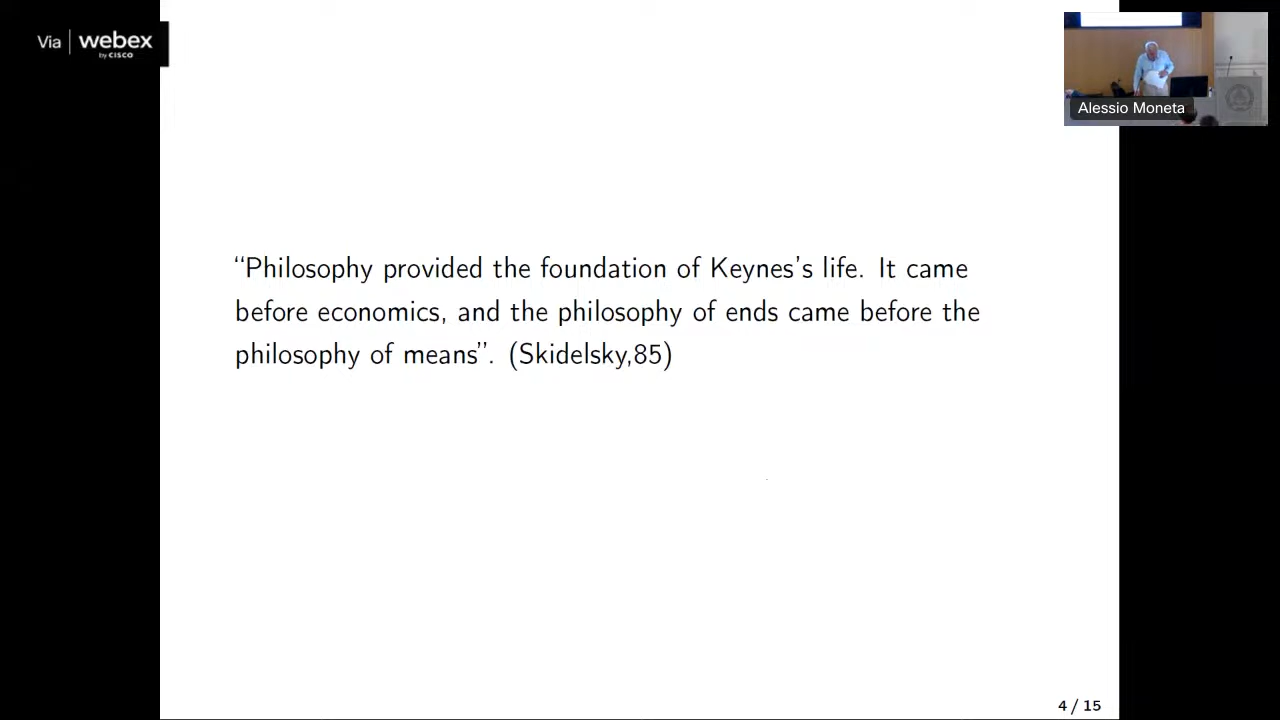 Via webex
by CISCO
Alessio Moneta
“Philosophy provided the foundation of Keynes’s life. It came
before economics, and the philosophy of ends came before the
philosophy of means”. (Skidelsky,85)
4 / 15